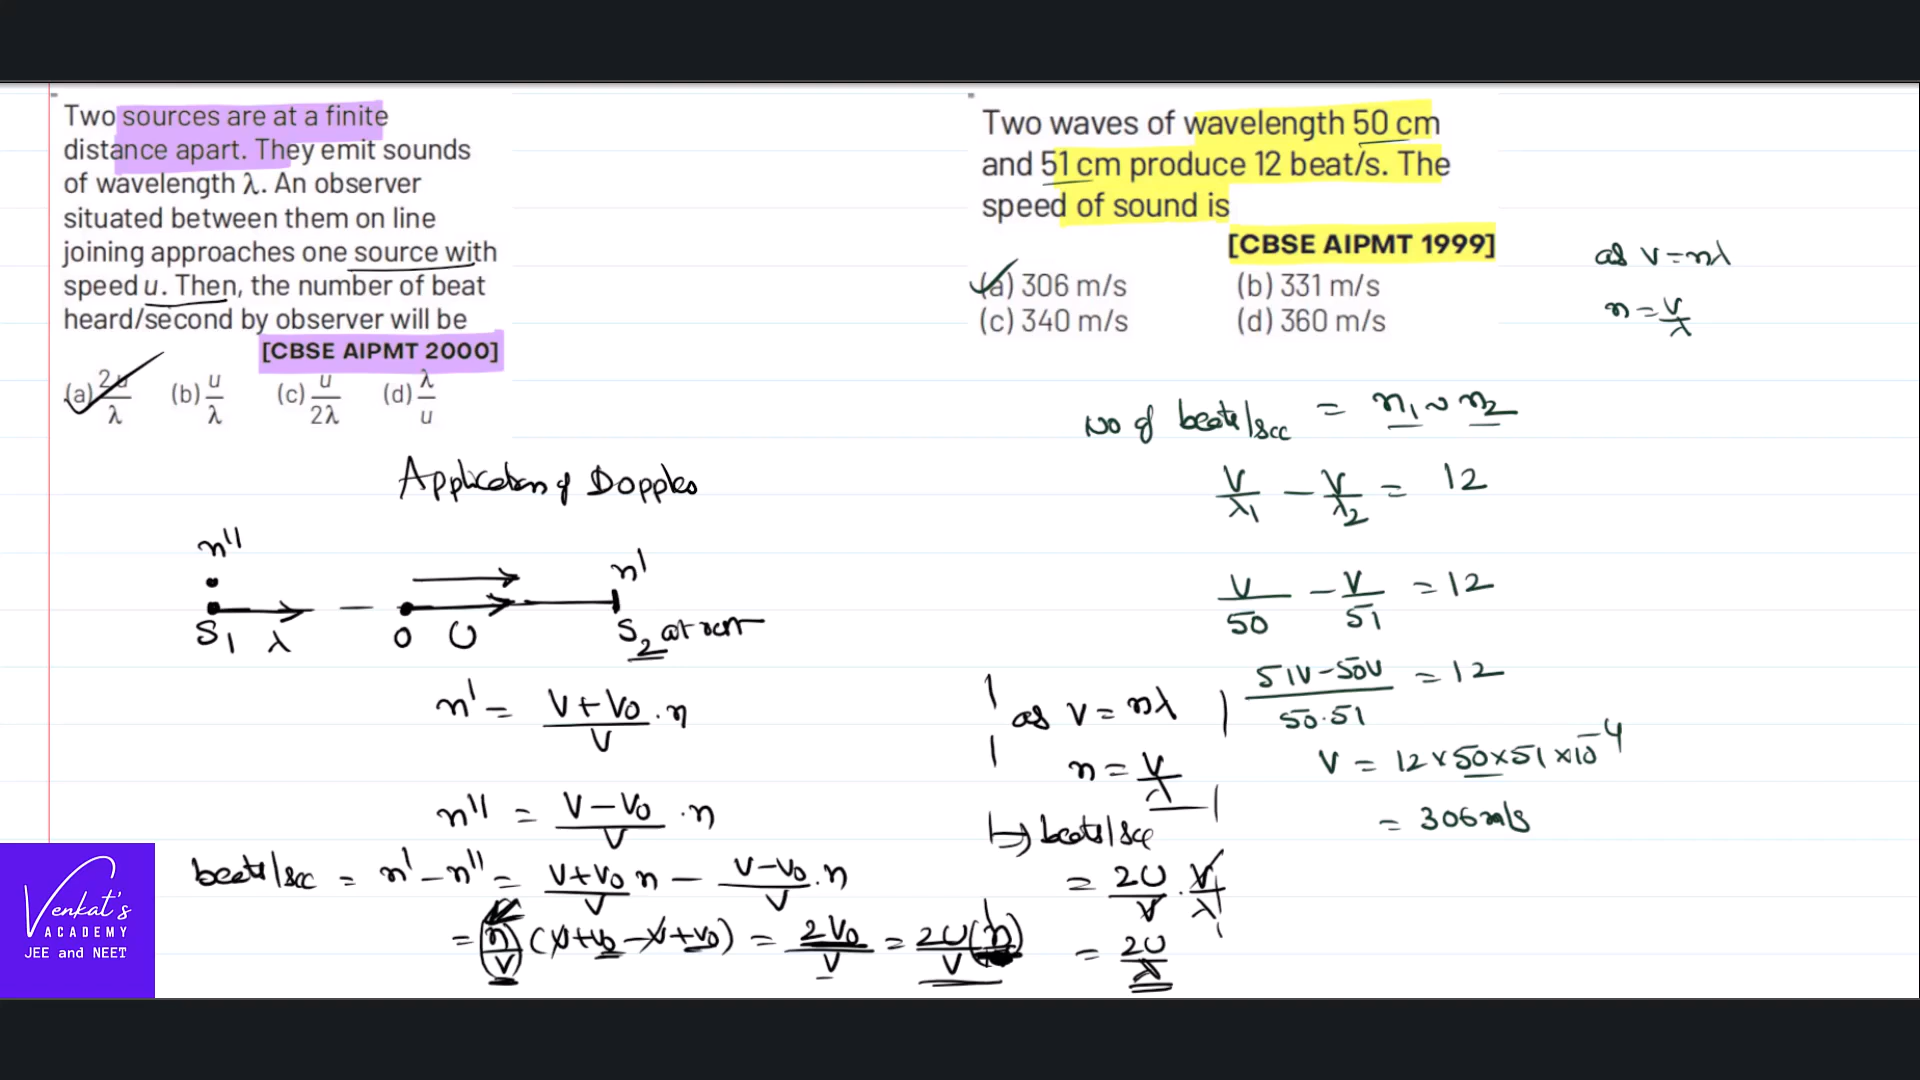 Two sources are at a finite
distance apart. They emit sounds
of wavelength λ. An observer
situated between them on line
joining approaches one source with
speed u. Then, the number of beat
heard/second by observer will be
[CBSE AIPMT 2000]
(a) 2u/λ (b) u/λ (c) u/2λ (d) λ/u
Application of Dopples
n''
n'
S1 λ O U S2 at rest
n' = (V+V0)/V . n
n'' = (V-V0)/V . n
beats/sec = n' - n'' = (V+V0)/V n - (V-V0)/V . n
= (n/V) (V+V0-V+V0) = 2V0/V = 2U/V (n)
Two waves of wavelength 50 cm
and 51 cm produce 12 beat/s. The
speed of sound is
[CBSE AIPMT 1999]
(a) 306 m/s (b) 331 m/s
(c) 340 m/s (d) 360 m/s
as V = nλ
n = V/λ
No of beats/sec = n1 ~ n2
V/λ1 - V/λ2 = 12
V/50 - V/51 = 12
(51V-50V)/50.51 = 12
V = 12×50×51×10^-4
= 306 m/s
as V = nλ
n = V/λ
↳ beats/sec
= 2U/V . V/λ
= 2U/λ
Venkat's
ACADEMY
JEE and NEET